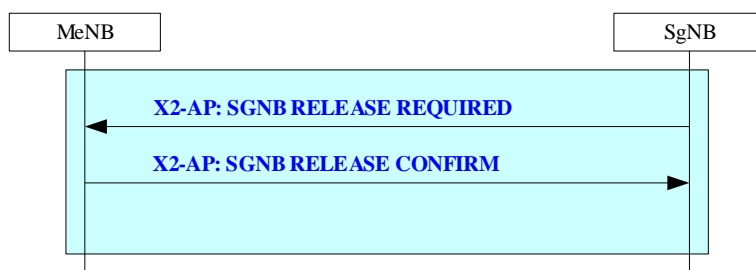 MeNB
SgNB
X2-AP: SGNB RELEASE REQUIRED
X2-AP: SGNB RELEASE CONFIRM